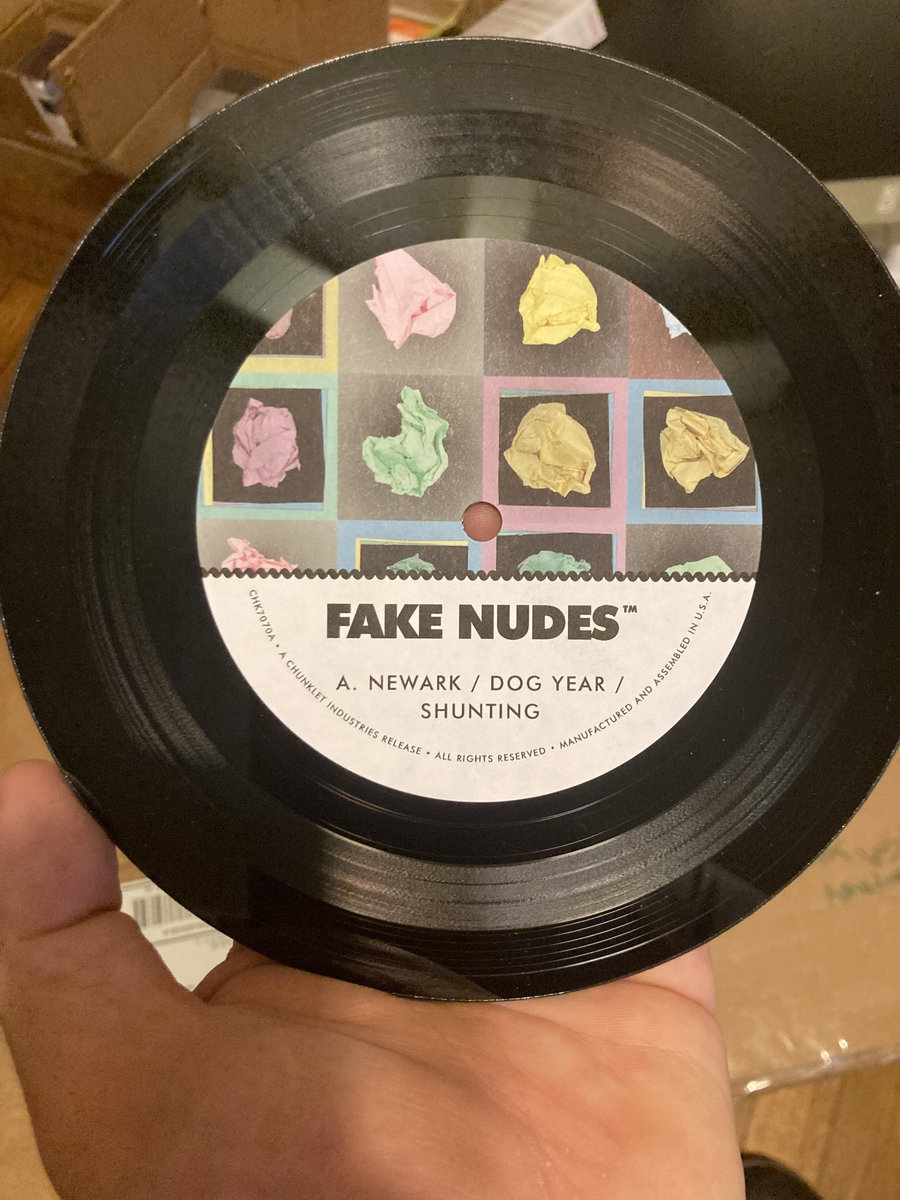 FAKE NUDES™
A. NEWARK / DOG YEAR /
SHUNTING
CHK7070A • A CHUNKLET INDUSTRIES RELEASE • ALL RIGHTS RESERVED • MANUFACTURED AND ASSEMBLED IN U.S.A.